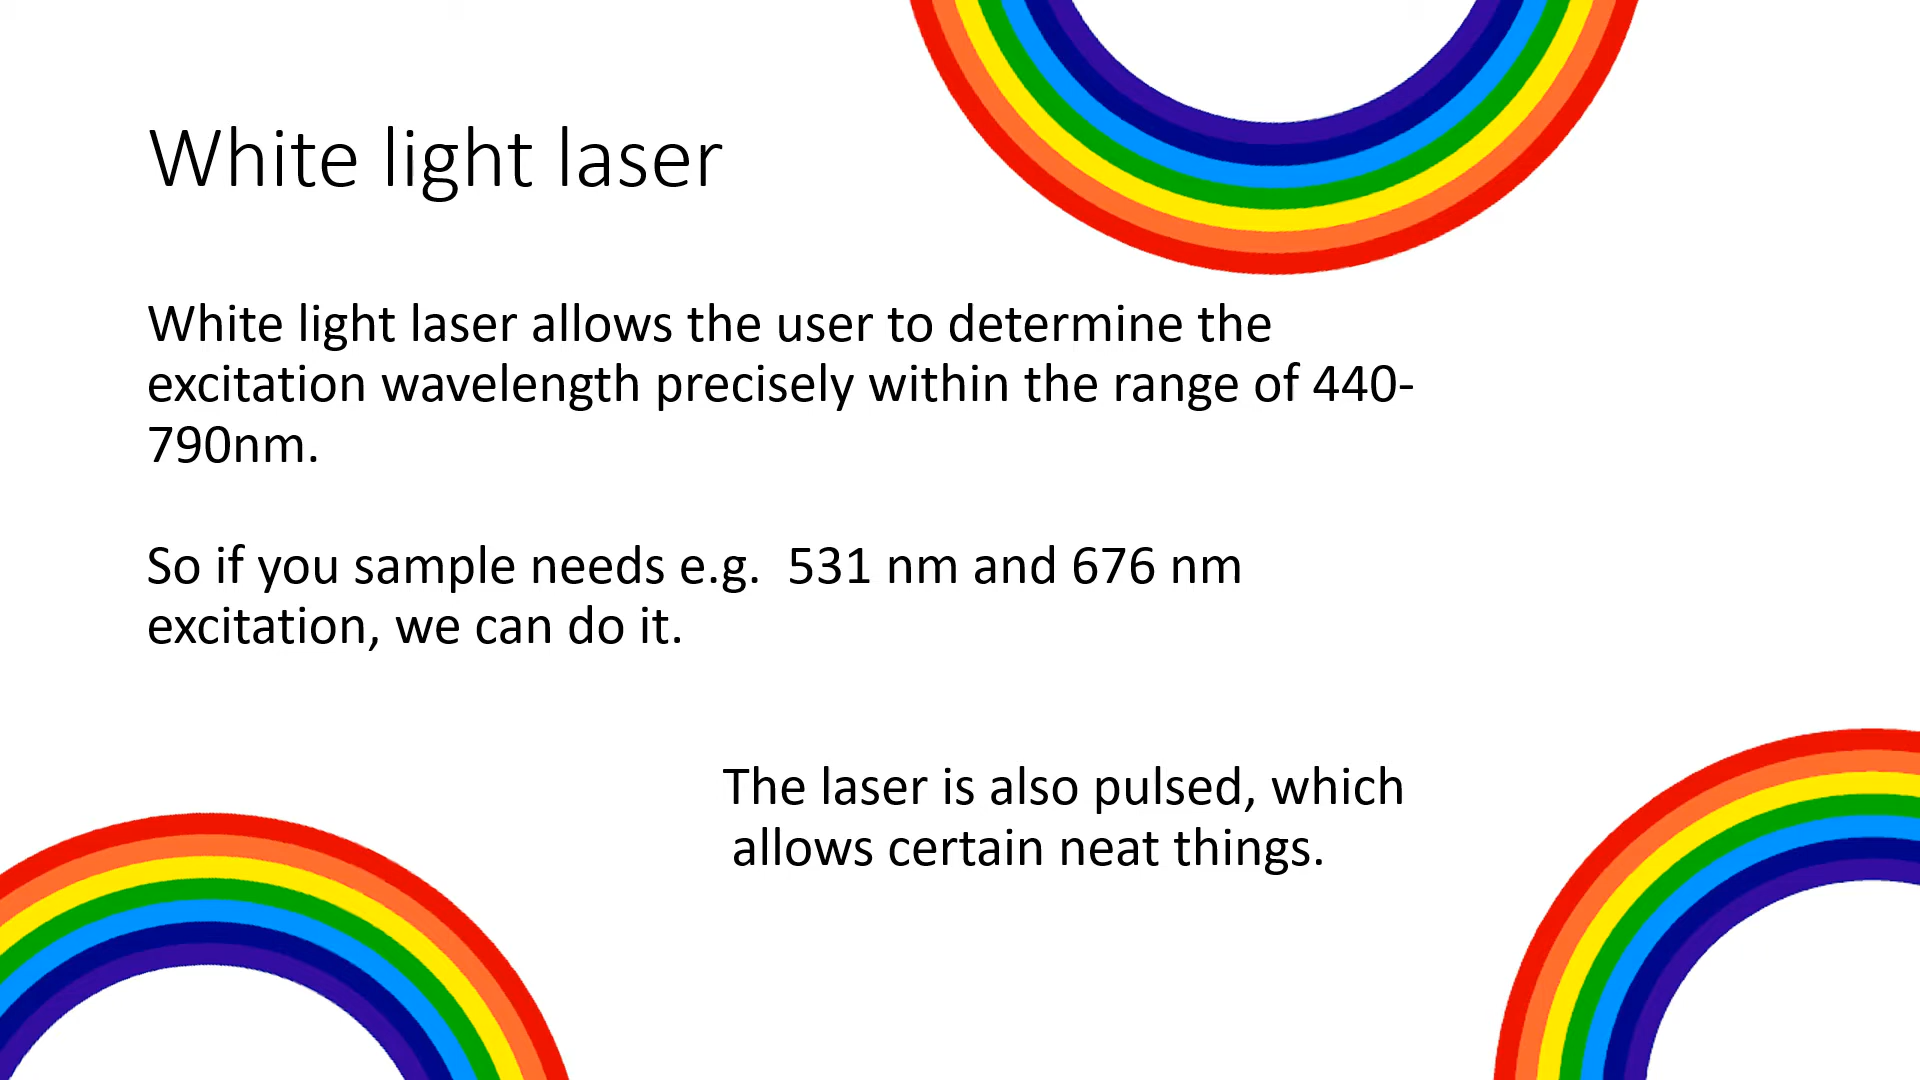 White light laser
White light laser allows the user to determine the
excitation wavelength precisely within the range of 440-
790nm.
So if you sample needs e.g.  531 nm and 676 nm
excitation, we can do it.
The laser is also pulsed, which
allows certain neat things.